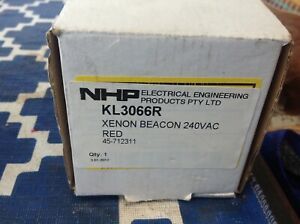 NHP ELECTRICAL ENGINEERING
PRODUCTS PTY LTD
KL3066R
XENON BEACON 240VAC
RED
45-712311
Qty. 1